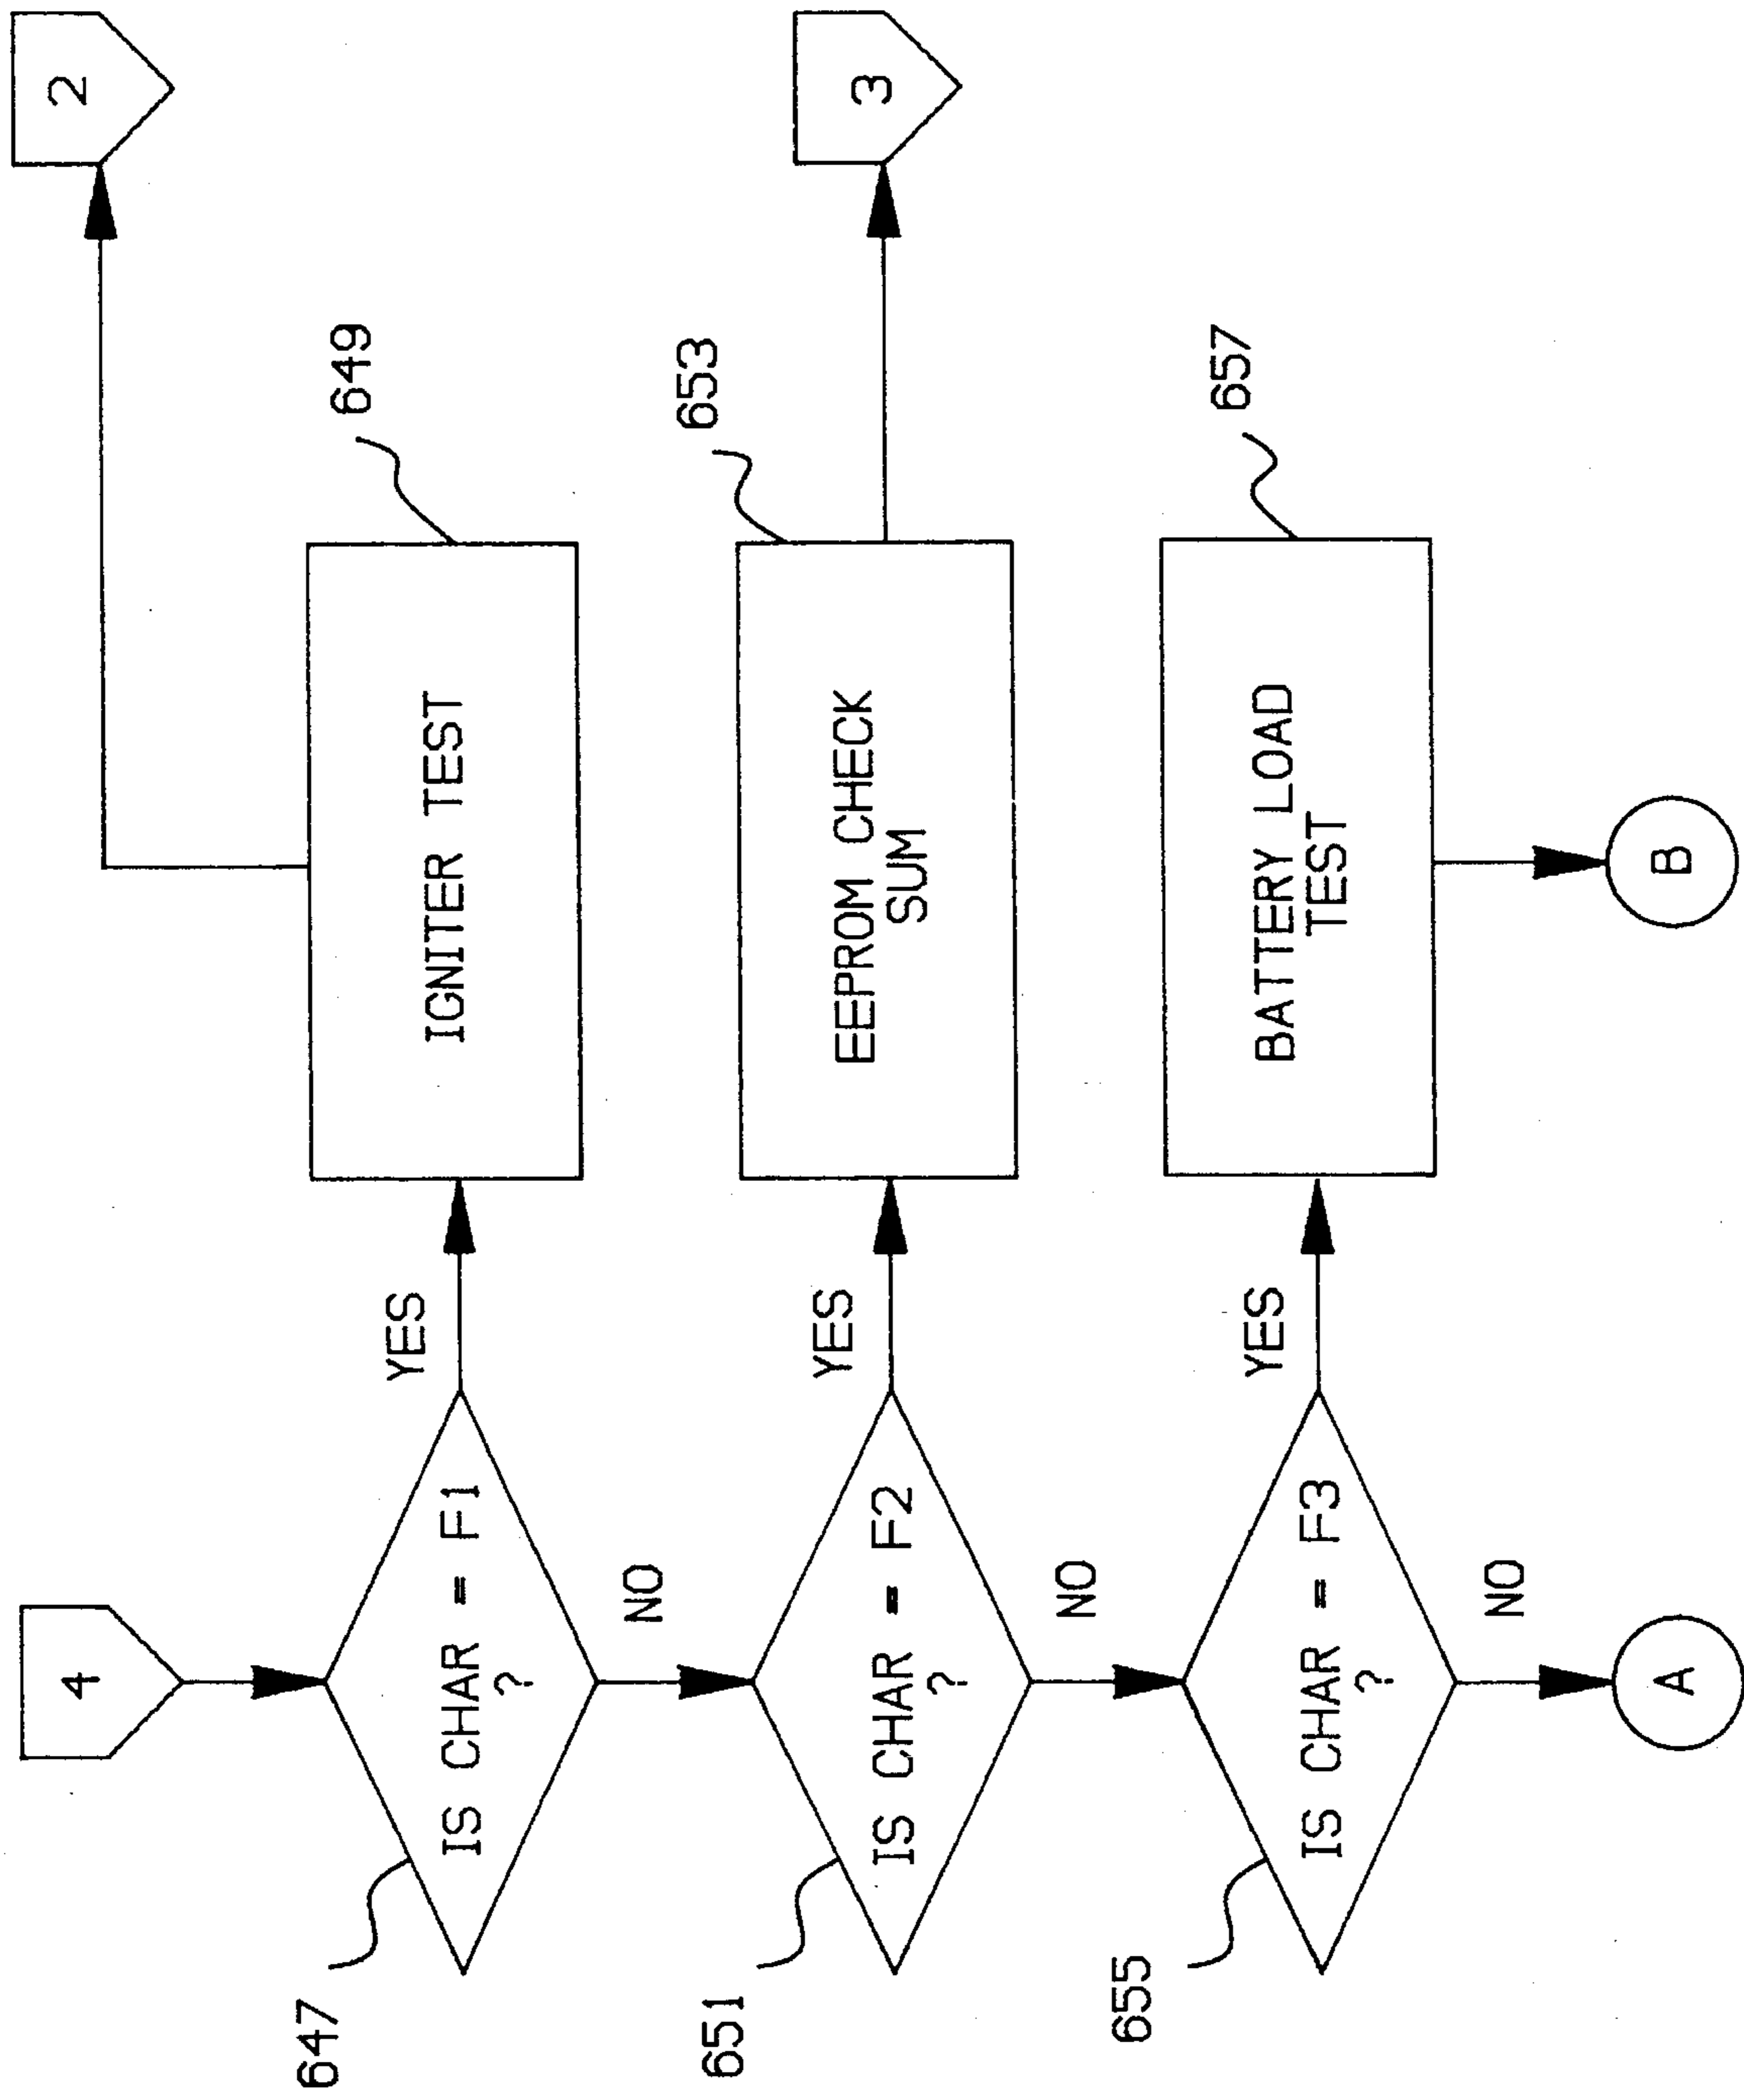 4
2
647
IS CHAR = F1
?
YES
IGNITER TEST
649
NO
651
IS CHAR = F2
?
YES
EEPROM CHECK
SUM
653
3
NO
655
IS CHAR = F3
?
YES
BATTERY LOAD
TEST
657
NO
A
B